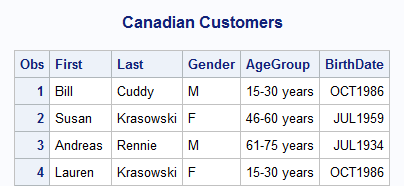 Canadian Customers
Obs First Last Gender AgeGroup BirthDate
1 Bill Cuddy M 15-30 years OCT1986
2 Susan Krasowski F 46-60 years JUL1959
3 Andreas Rennie M 61-75 years JUL1934
4 Lauren Krasowski F 15-30 years OCT1986